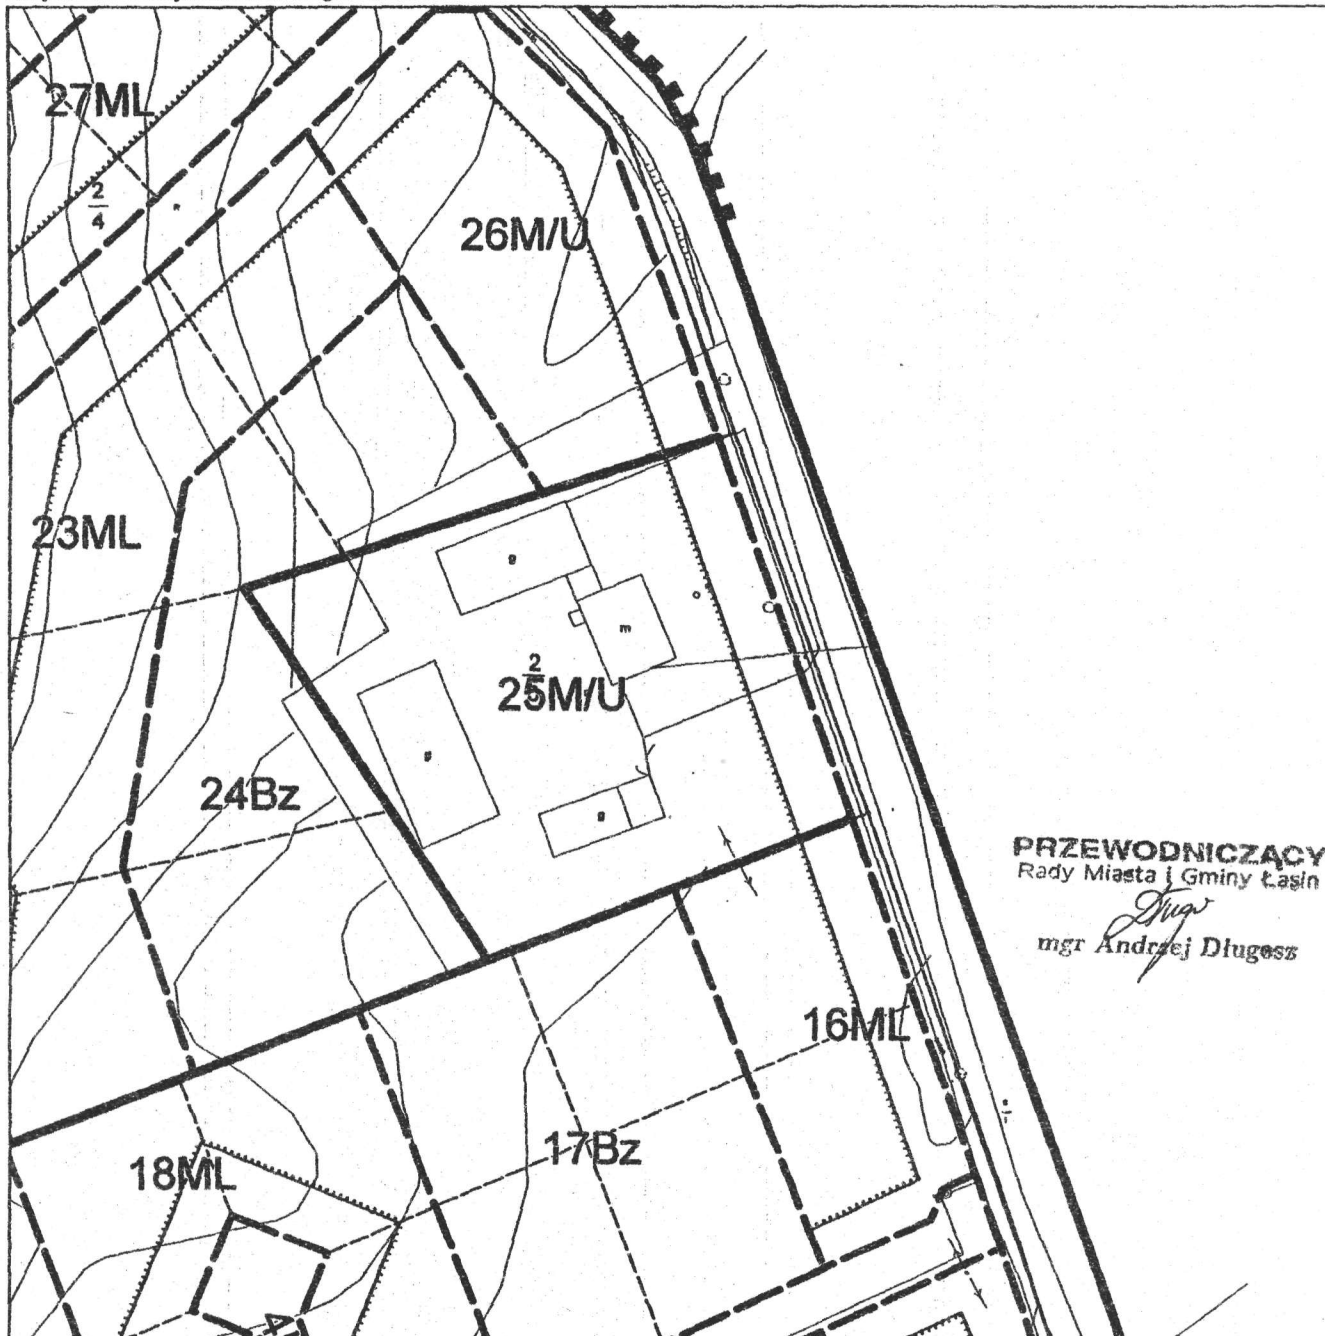 27ML
2
4
26M/U
23ML
g
m
2
5
25M/U
g
24Bz
g
PRZEWODNICZĄCY
Rady Miasta i Gminy Łasin
mgr Andrzej Długosz
16ML
17Bz
18ML